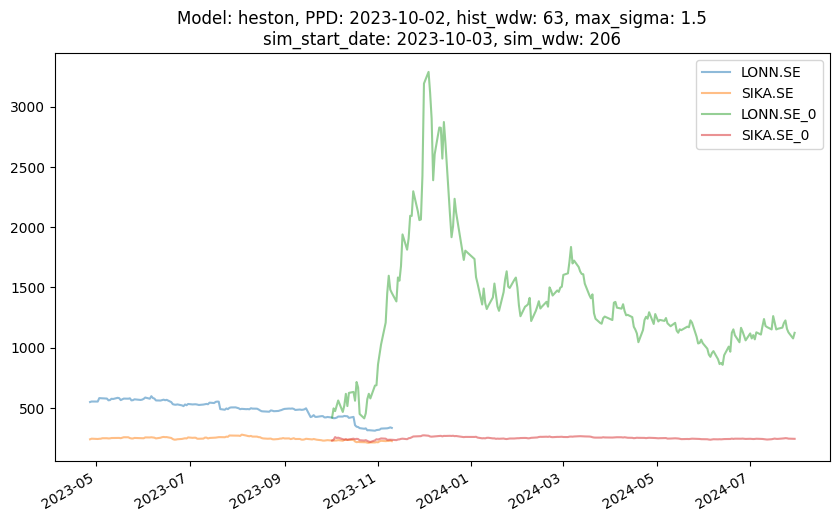 Model: heston, PPD: 2023-10-02, hist_wdw: 63, max_sigma: 1.5
sim_start_date: 2023-10-03, sim_wdw: 206
LONN.SE
SIKA.SE
LONN.SE_0
SIKA.SE_0
3000
2500
2000
1500
1000
500
2023-05
2023-07
2023-09
2023-11
2024-01
2024-03
2024-05
2024-07